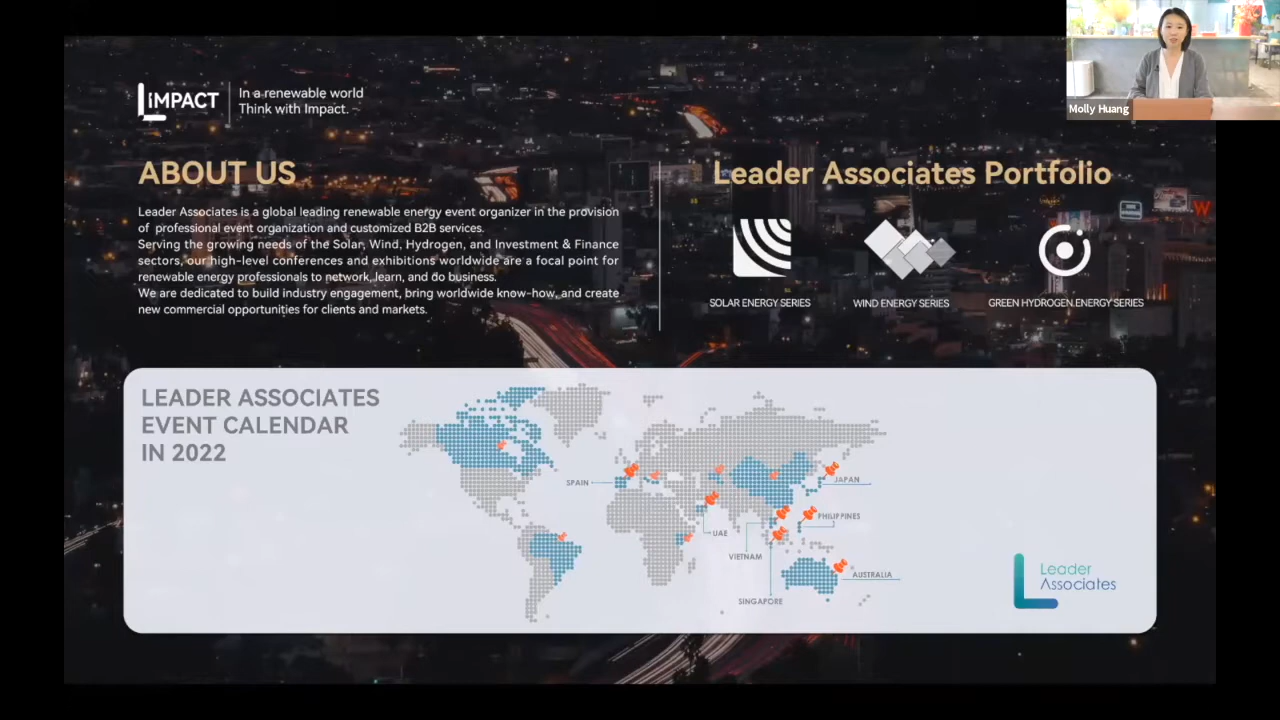 Molly Huang
IMPACT
In a renewable world
Think with Impact.
ABOUT US
Leader Associates is a global leading renewable energy event organizer in the provision
of professional event organization and customized B2B services.
Serving the growing needs of the Solar, Wind, Hydrogen, and Investment & Finance
sectors, our high-level conferences and exhibitions worldwide are a focal point for
renewable energy professionals to network, learn, and do business.
We are dedicated to build industry engagement, bring worldwide know-how, and create
new commercial opportunities for clients and markets.
Leader Associates Portfolio
W
SOLAR ENERGY SERIES
WIND ENERGY SERIES
GREEN HYDROGEN ENERGY SERIES
LEADER ASSOCIATES
EVENT CALENDAR
IN 2022
SPAIN
JAPAN
PHILIPPINES
UAE
VIETNAM
AUSTRALIA
SINGAPORE
Leader
Associates